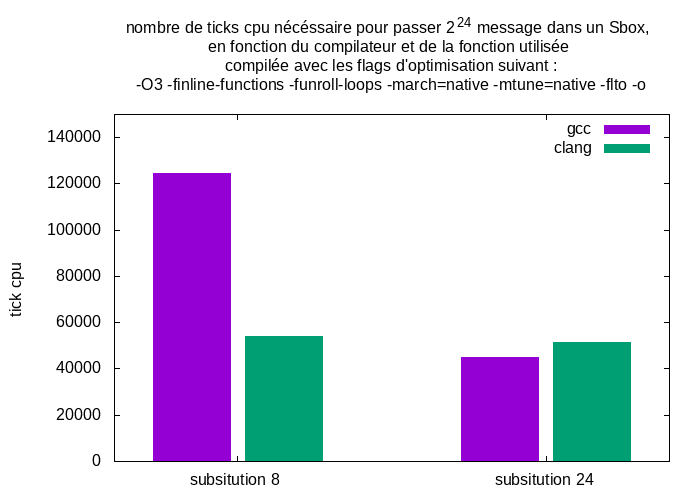 nombre de ticks cpu nécéssaire pour passer 2^24 message dans un Sbox,
en fonction du compilateur et de la fonction utilisée
compilée avec les flags d'optimisation suivant :
-O3 -finline-functions -funroll-loops -march=native -mtune=native -flto -o
gcc
clang
140000
120000
100000
80000
60000
40000
20000
0
tick cpu
subsitution 8
subsitution 24